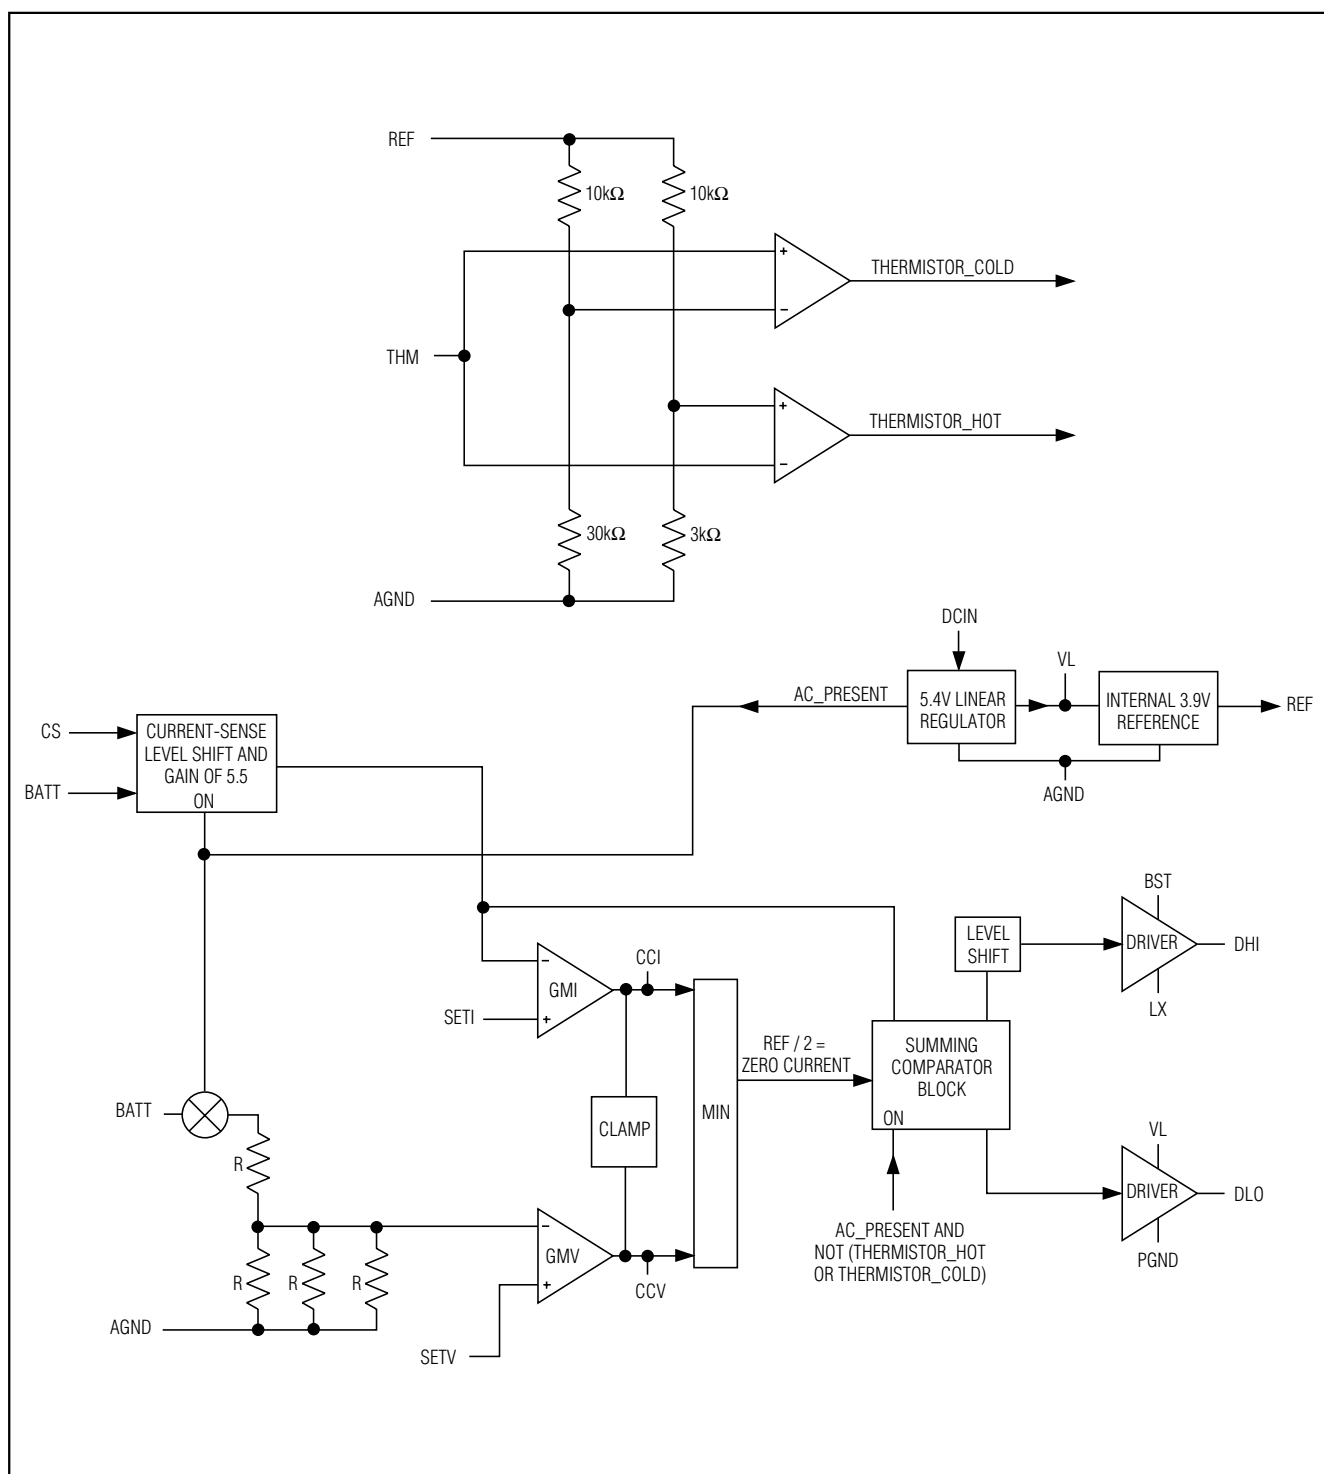 REF
10kΩ
10kΩ
+
THERMISTOR_COLD
−
THM
+
THERMISTOR_HOT
−
30kΩ
3kΩ
AGND
DCIN
VL
AC_PRESENT
5.4V LINEAR
REGULATOR
INTERNAL 3.9V
REFERENCE
REF
AGND
CS
BATT
CURRENT-SENSE
LEVEL SHIFT AND
GAIN OF 5.5
ON
BST
LEVEL
SHIFT
DRIVER
DHI
LX
−
GMI
+
SETI
CCI
REF / 2 =
ZERO CURRENT
SUMMING
COMPARATOR
BLOCK
ON
MIN
CLAMP
BATT
R
VL
DRIVER
DLO
PGND
AC_PRESENT AND
NOT (THERMISTOR_HOT
OR THERMISTOR_COLD)
−
GMV
+
CCV
R
R
R
AGND
SETV